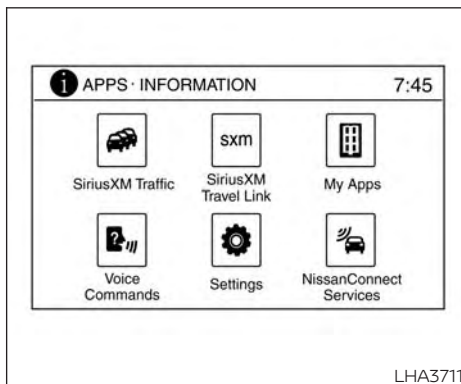 i APPS · INFORMATION 7:45
sxm
SiriusXM Traffic
SiriusXM
Travel Link
My Apps
?
Voice
Commands
Settings
NissanConnect
Services
LHA3711